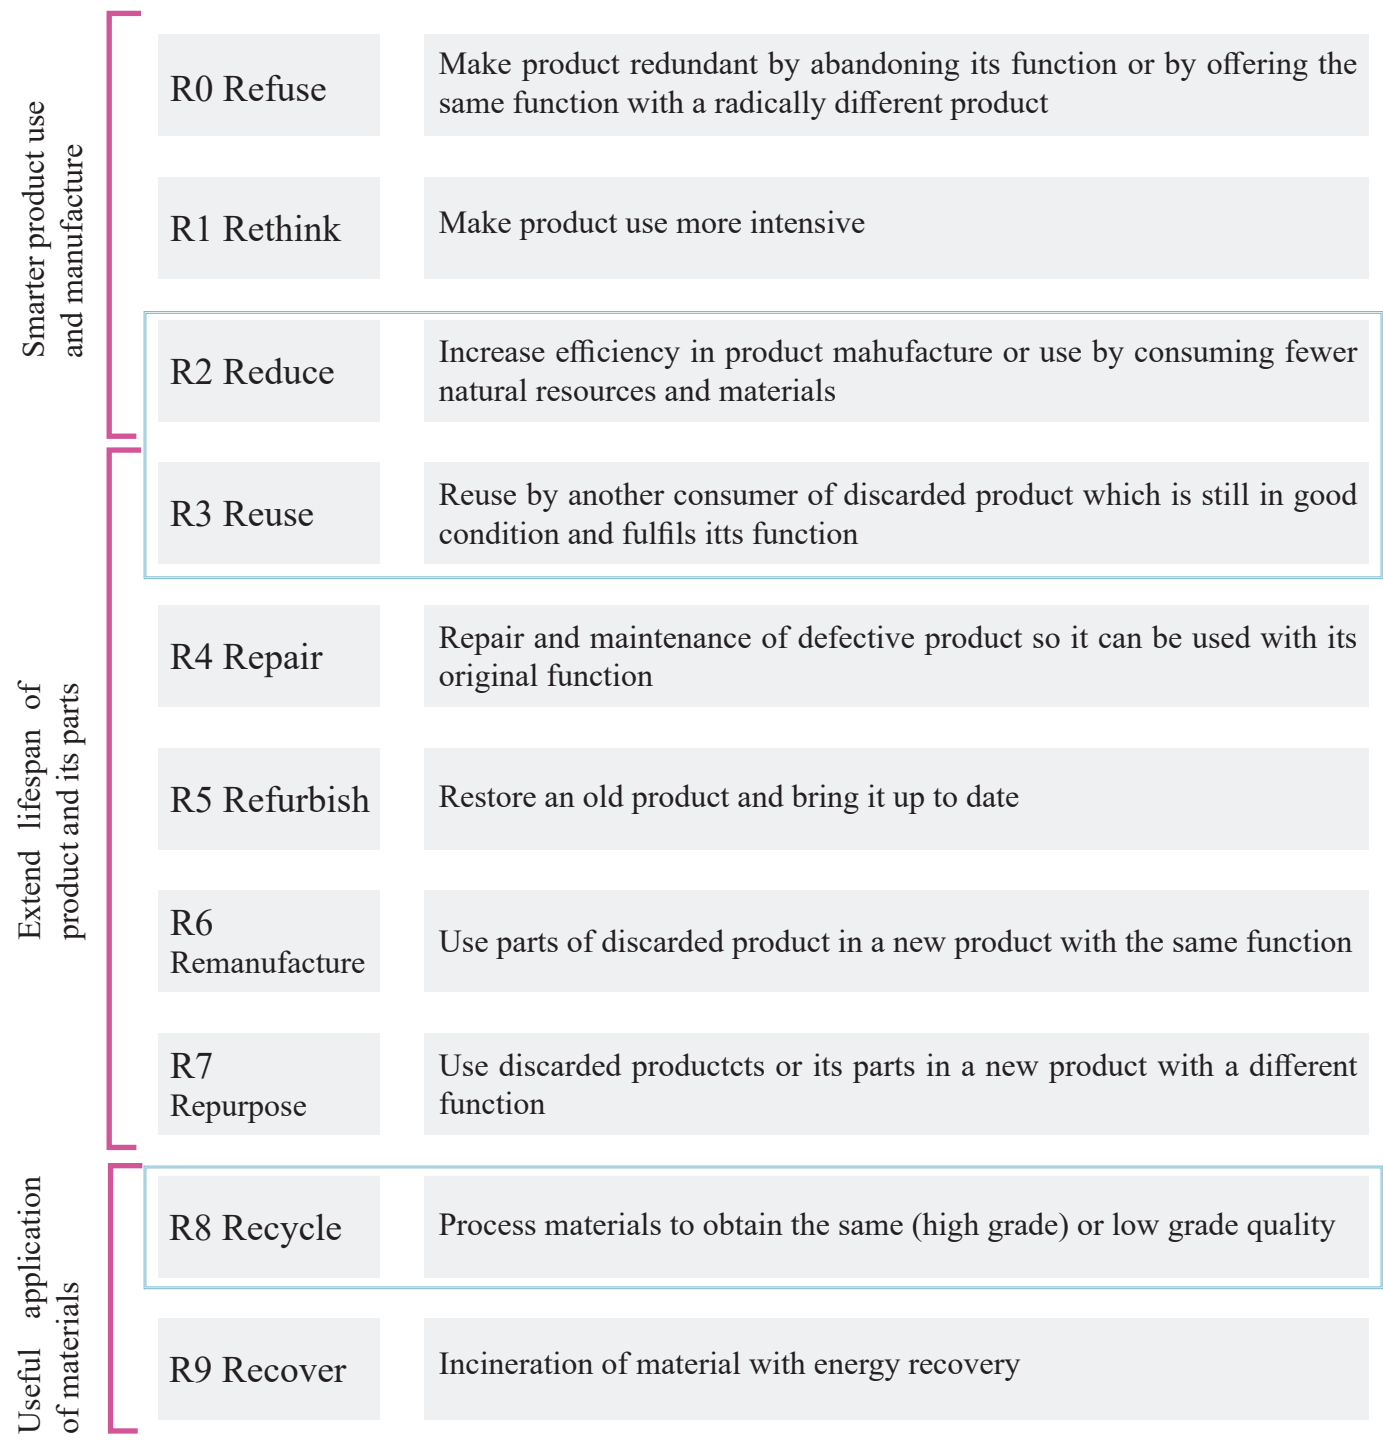 Smarter product use
and manufacture
R0 Refuse
Make product redundant by abandoning its function or by offering the
same function with a radically different product
R1 Rethink
Make product use more intensive
R2 Reduce
Increase efficiency in product mahufacture or use by consuming fewer
natural resources and materials
Extend lifespan of
product and its parts
R3 Reuse
Reuse by another consumer of discarded product which is still in good
condition and fulfils itts function
R4 Repair
Repair and maintenance of defective product so it can be used with its
original function
R5 Refurbish
Restore an old product and bring it up to date
R6
Remanufacture
Use parts of discarded product in a new product with the same function
R7
Repurpose
Use discarded productcts or its parts in a new product with a different
function
Useful application
of materials
R8 Recycle
Process materials to obtain the same (high grade) or low grade quality
R9 Recover
Incineration of material with energy recovery